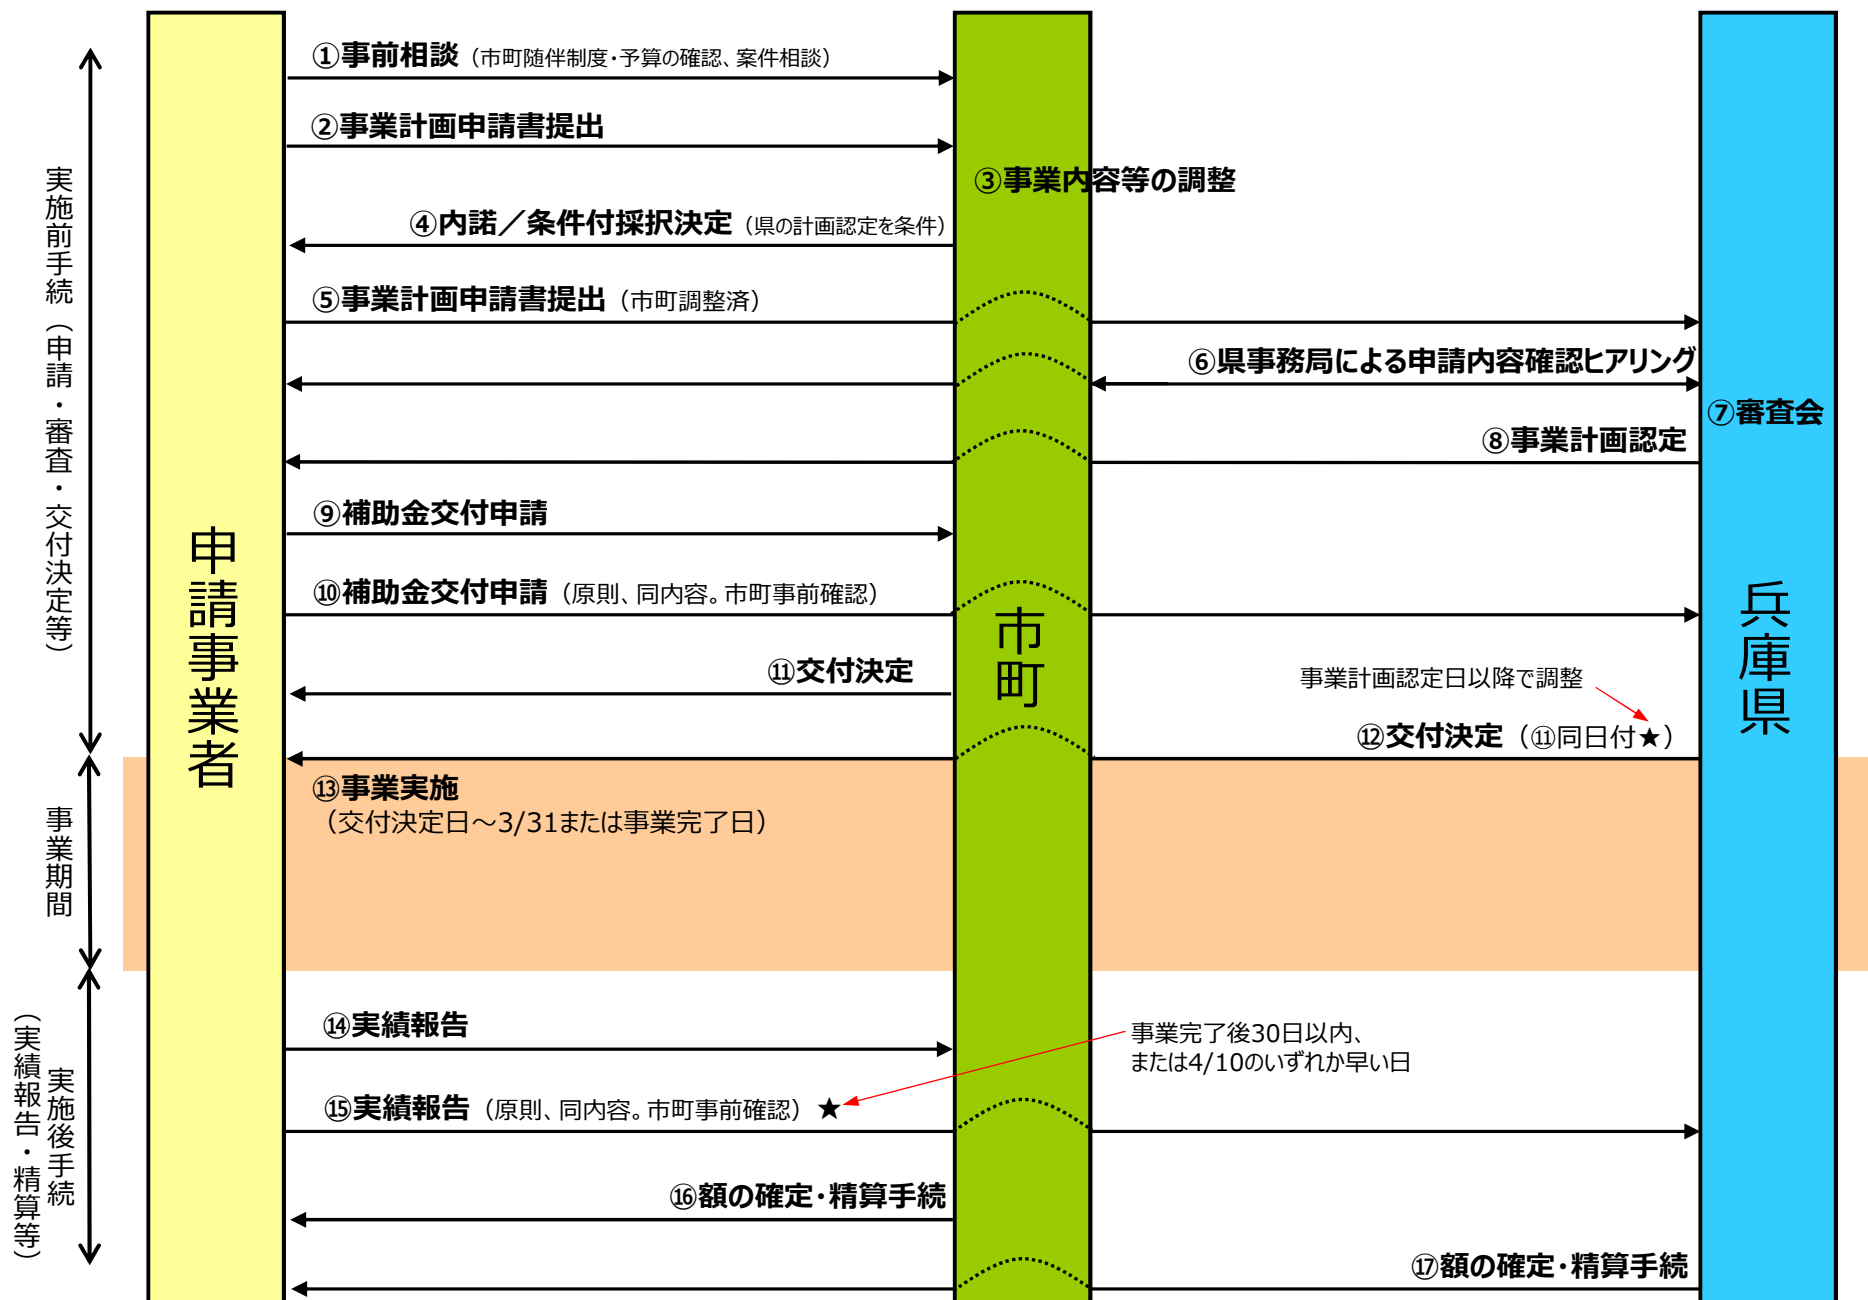 ①事前相談（市町随伴制度・予算の確認、案件相談）
②事業計画申請書提出
③事業内容等の調整
④内諾／条件付採択決定（県の計画認定を条件）
⑤事業計画申請書提出（市町調整済）
⑥県事務局による申請内容確認ヒアリング
⑦審査会
⑧事業計画認定
⑨補助金交付申請
⑩補助金交付申請（原則、同内容。市町事前確認）
⑪交付決定
事業計画認定日以降で調整
⑫交付決定（⑪同日付★）
⑬事業実施
（交付決定日～3/31または事業完了日）
⑭実績報告
事業完了後30日以内、
または4/10のいずれか早い日
⑮実績報告（原則、同内容。市町事前確認）★
⑯額の確定・精算手続
⑰額の確定・精算手続
実施前手続（申請・審査・交付決定等）
事業期間
実施後手続
（実績報告・精算等）
申請事業者
市町
兵庫県